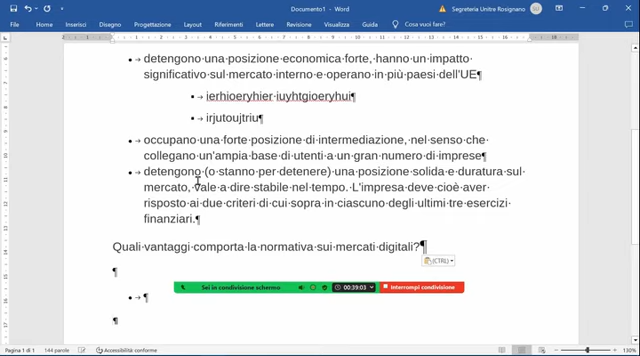 Documento1 - Word
Segreteria Unitre Rosignano
File Home Inserisci Disegno Progettazione Layout Riferimenti Lettere Revisioni Visualizza Guida Cosa vuoi fare?
detengono una posizione economica forte, hanno un impatto
significativo sul mercato interno e operano in più paesi dell'UE¶
ierhioeryhier iuyhtgioeryhui¶
irjutoujtriu¶
occupano una forte posizione di intermediazione, nel senso che
collegano un'ampia base di utenti a un gran numero di imprese¶
detengono (o stanno per detenere) una posizione solida e duratura sul
mercato, vale a dire stabile nel tempo. L'impresa deve cioè aver
risposto ai due criteri di cui sopra in ciascuno degli ultimi tre esercizi
finanziari.¶
Quali vantaggi comporta la normativa sui mercati digitali?¶
(CTRL)
¶
Sei in condivisione schermo 00:39:03 Interrompi condivisione
¶
¶
Pagina 1 di 1 144 parole Accessibilità conforme 130%